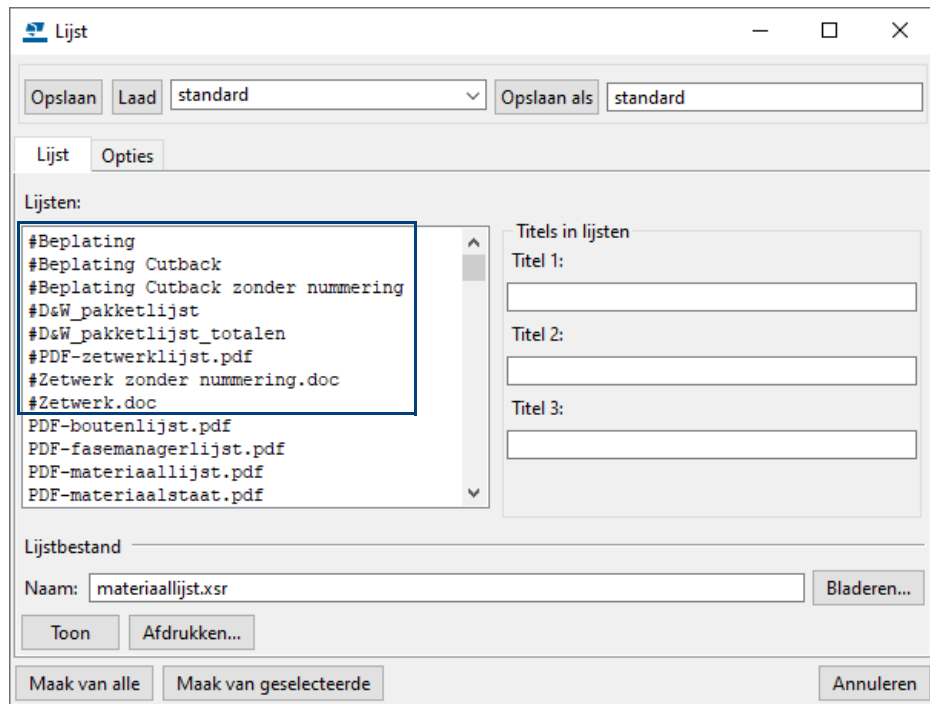 Lijst
Opslaan Laad standard Opslaan als standard
Lijst Opties
Lijsten:
#Beplating
#Beplating Cutback
#Beplating Cutback zonder nummering
#D&W_pakketlijst
#D&W_pakketlijst_totalen
#PDF-zetwerklijst.pdf
#Zetwerk zonder nummering.doc
#Zetwerk.doc
PDF-boutenlijst.pdf
PDF-fasemanagerlijst.pdf
PDF-materiaallijst.pdf
PDF-materiaalstaat.pdf
Titels in lijsten
Titel 1:
Titel 2:
Titel 3:
Lijstbestand
Naam: materiaallijst.xsr Bladeren...
Toon Afdrukken...
Maak van alle Maak van geselecteerde Annuleren